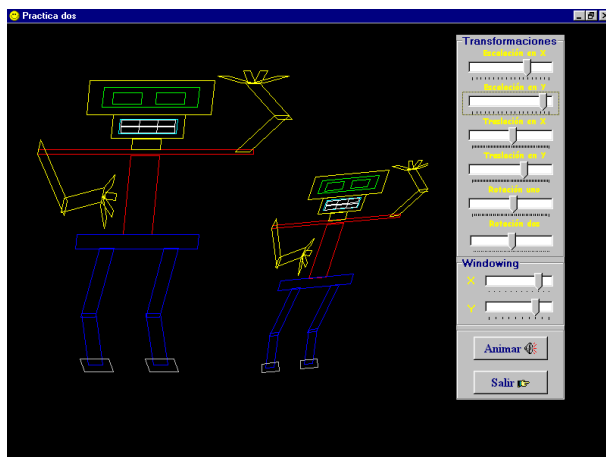 Practica dos
Transformaciones
Escalación en X
Escalación en Y
Traslación en X
Traslación en Y
Rotación uno
Rotación dos
Windowing
X
Y
Animar
Salir